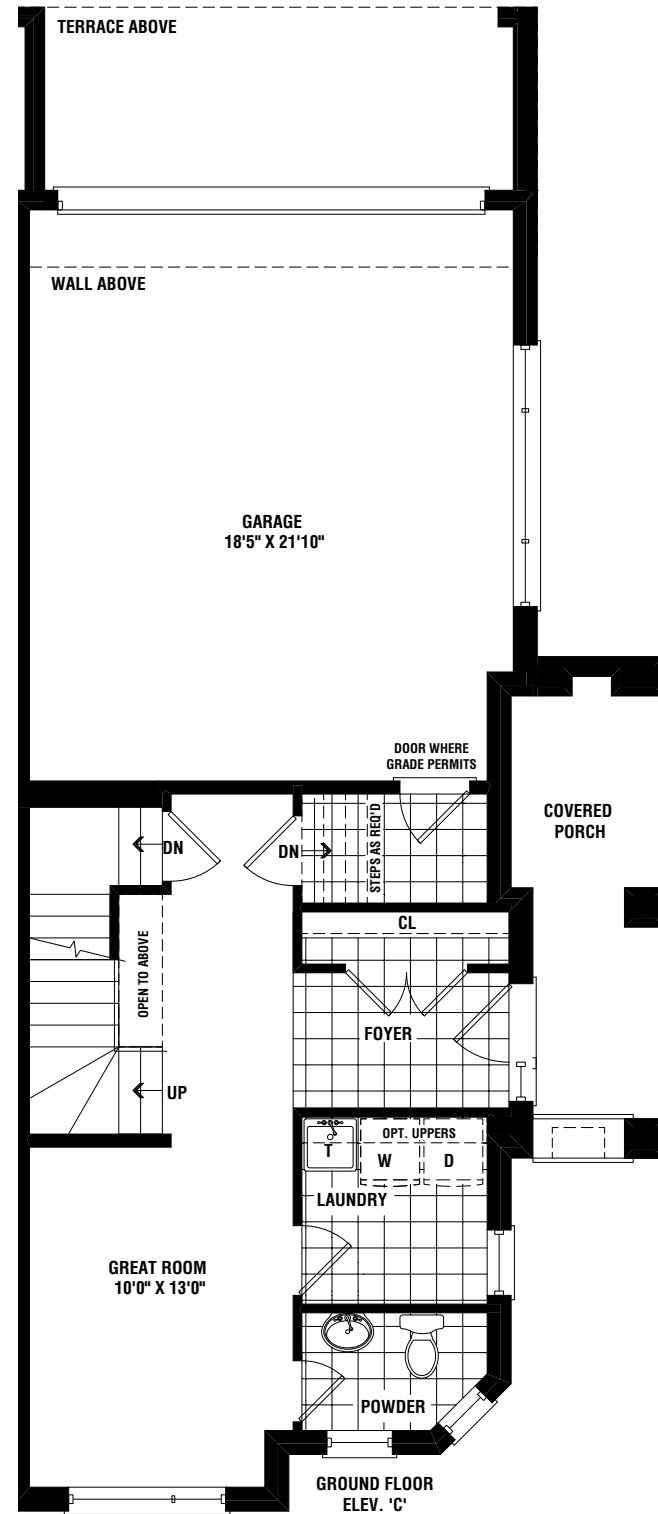 TERRACE ABOVE
WALL ABOVE
GARAGE
18'5" X 21'10"
DOOR WHERE
GRADE PERMITS
COVERED
PORCH
DN
DN
STEPS AS REQ'D
CL
OPEN TO ABOVE
FOYER
UP
OPT. UPPERS
T
W
D
LAUNDRY
GREAT ROOM
10'0" X 13'0"
POWDER
GROUND FLOOR
ELEV. 'C'